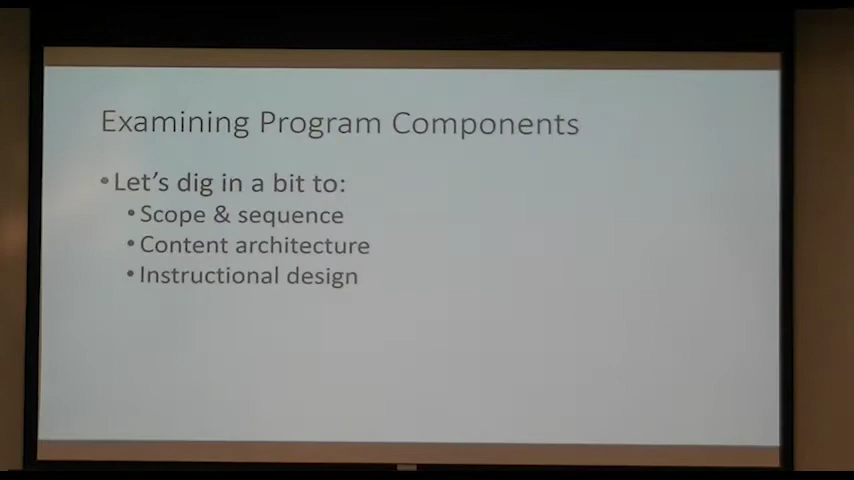 Examining Program Components
• Let's dig in a bit to:
• Scope & sequence
• Content architecture
• Instructional design